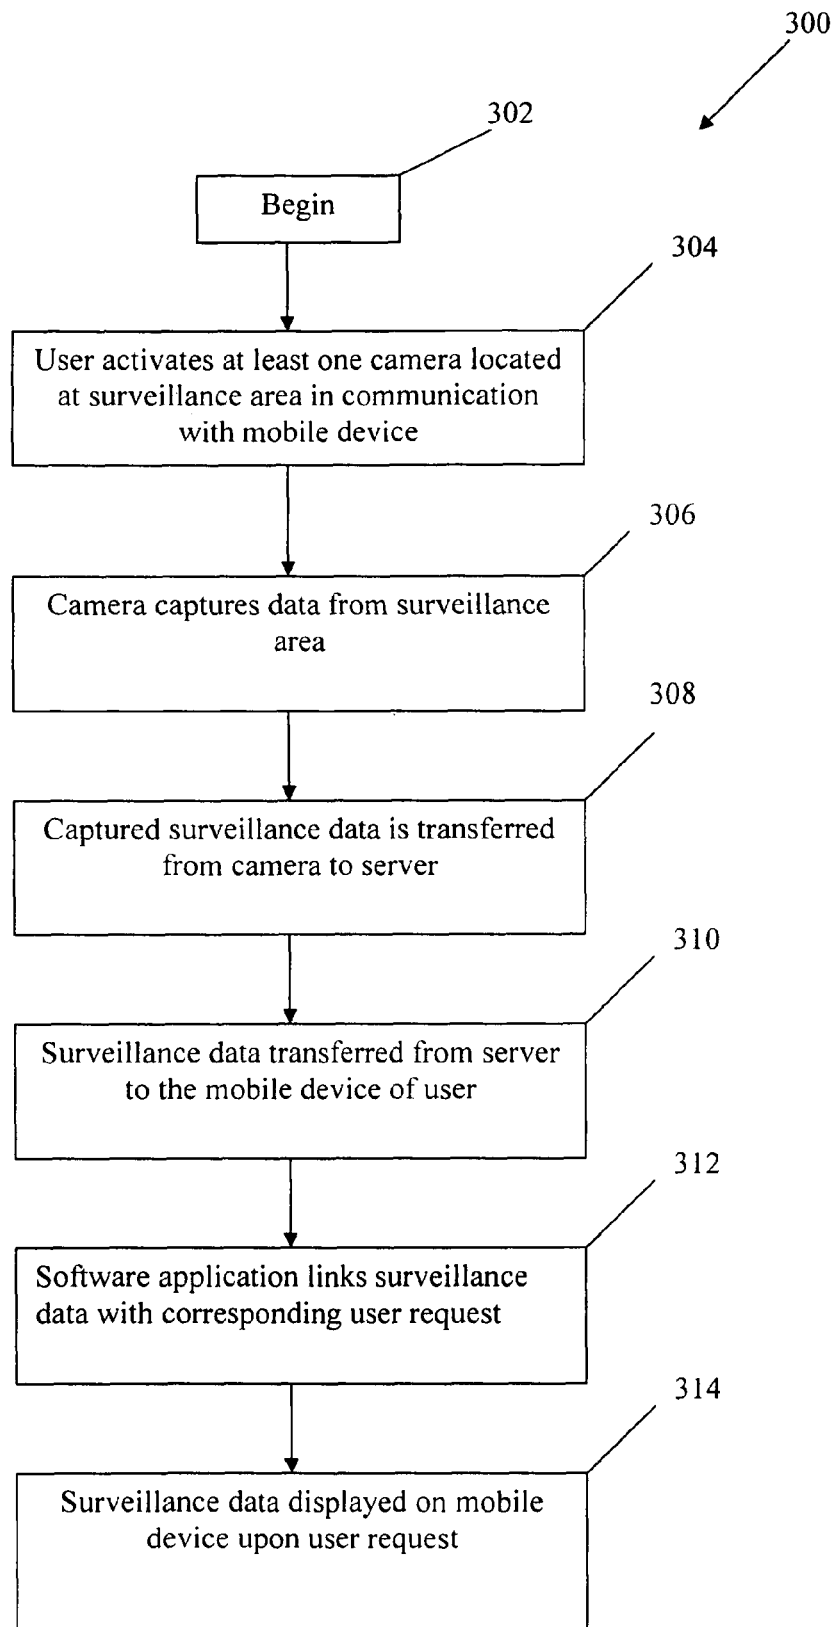 300
302
Begin
304
User activates at least one camera located
at surveillance area in communication
with mobile device
306
Camera captures data from surveillance
area
308
Captured surveillance data is transferred
from camera to server
310
Surveillance data transferred from server
to the mobile device of user
312
Software application links surveillance
data with corresponding user request
314
Surveillance data displayed on mobile
device upon user request